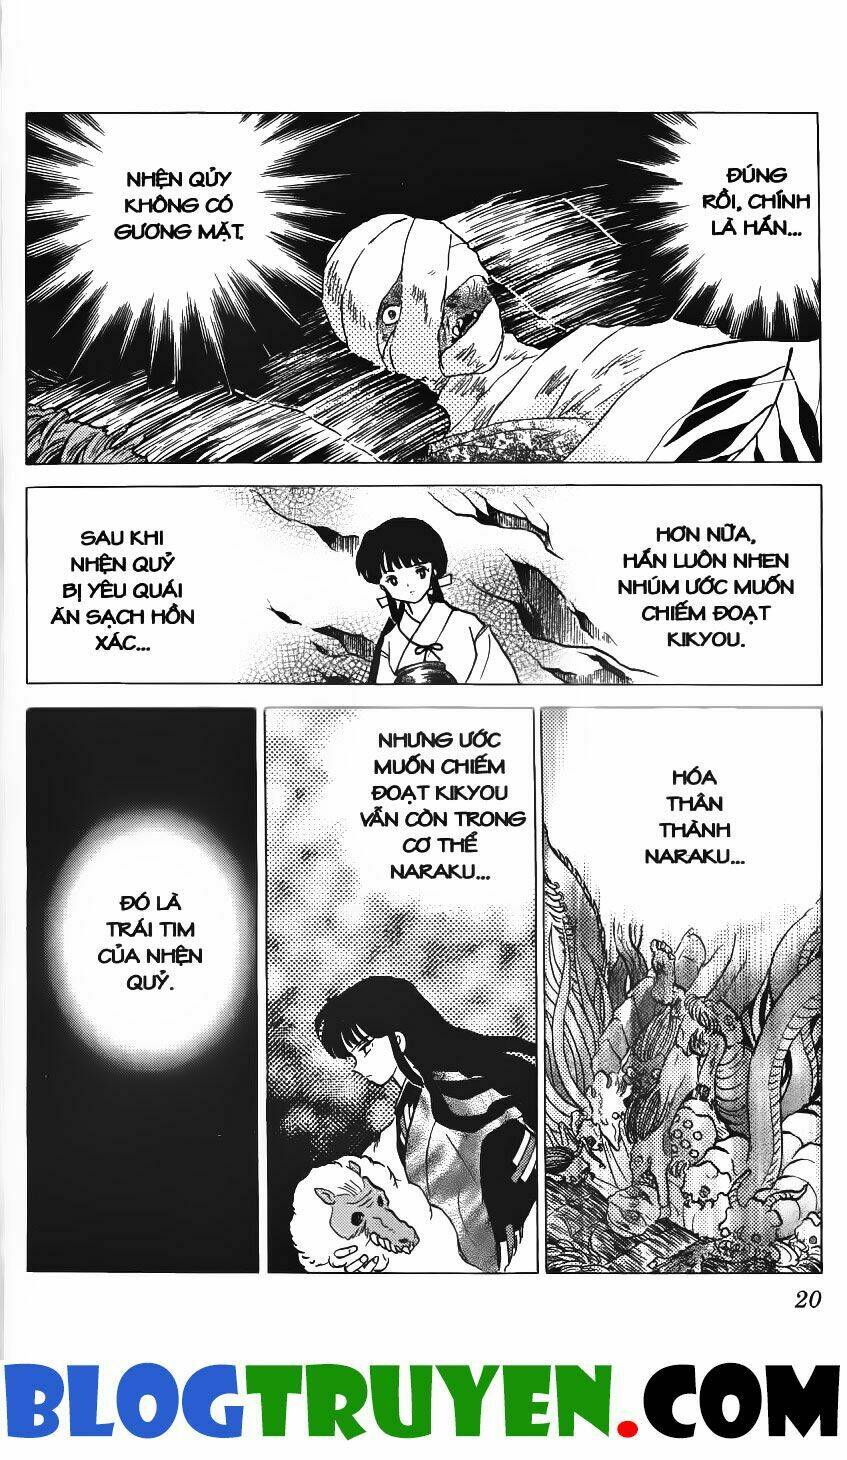 ĐÚNG
RỒI, CHÍNH
LÀ HẮN...
NHỆN QỦY
KHÔNG CÓ
GƯƠNG MẶT.
HƠN NỮA,
HẮN LUÔN NHEN
NHÚM ƯỚC MUỐN
CHIẾM ĐOẠT
KIKYOU.
SAU KHI
NHỆN QUỶ
BỊ YÊU QUÁI
ĂN SẠCH HỒN
XÁC...
HÓA
THÂN
THÀNH
NARAKU...
NHƯNG ƯỚC
MUỐN CHIẾM
ĐOẠT KIKYOU
VẪN CÒN TRONG
CƠ THỂ
NARAKU...
ĐÓ LÀ
TRÁI TIM
CỦA NHỆN
QUỶ.
20
BLOGTRUYEN.COM